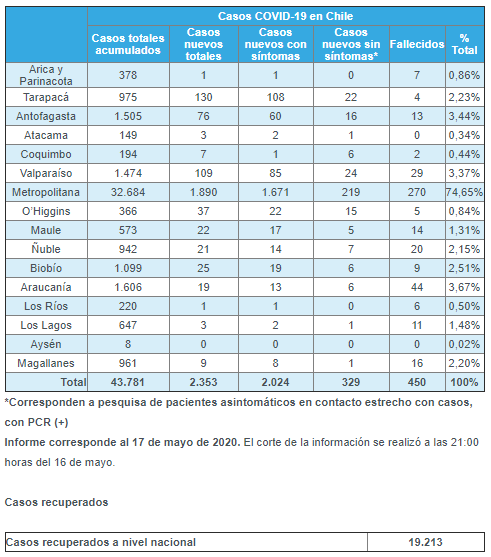 Casos COVID-19 en Chile
Casos totales acumulados Casos nuevos totales Casos nuevos con síntomas Casos nuevos sin síntomas* Fallecidos % Total
Arica y Parinacota 378 1 1 0 7 0,86%
Tarapacá 975 130 108 22 4 2,23%
Antofagasta 1.505 76 60 16 13 3,44%
Atacama 149 3 2 1 0 0,34%
Coquimbo 194 7 1 6 2 0,44%
Valparaíso 1.474 109 85 24 29 3,37%
Metropolitana 32.684 1.890 1.671 219 270 74,65%
O'Higgins 366 37 22 15 5 0,84%
Maule 573 22 17 5 14 1,31%
Ñuble 942 21 14 7 20 2,15%
Biobío 1.099 25 19 6 9 2,51%
Araucanía 1.606 19 13 6 44 3,67%
Los Ríos 220 1 1 0 6 0,50%
Los Lagos 647 3 2 1 11 1,48%
Aysén 8 0 0 0 0 0,02%
Magallanes 961 9 8 1 16 2,20%
Total 43.781 2.353 2.024 329 450 100%
*Corresponden a pesquisa de pacientes asintomáticos en contacto estrecho con casos,
con PCR (+)
Informe corresponde al 17 de mayo de 2020. El corte de la información se realizó a las 21:00
horas del 16 de mayo.
Casos recuperados
Casos recuperados a nivel nacional 19.213